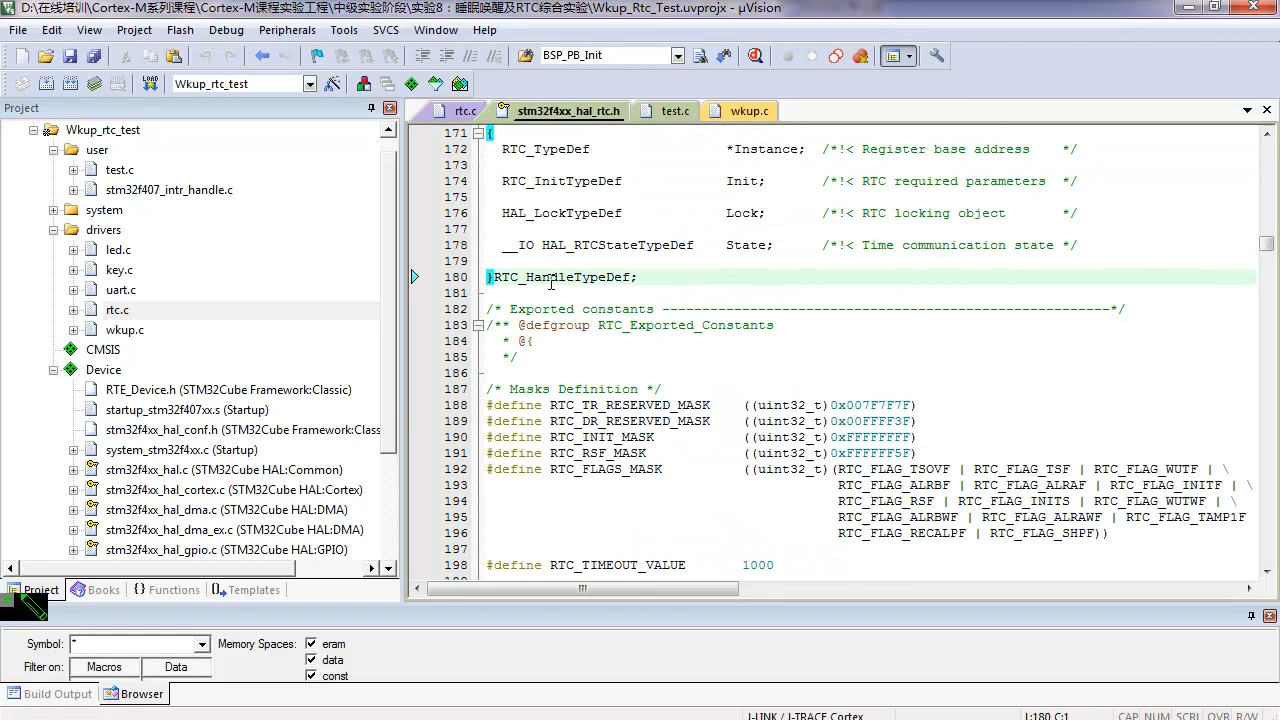 D:\在线培训\Cortex-M系列课程\Cortex-M课程实验工程\中级实验阶段\实验8：睡眠唤醒及RTC综合实验\Wkup_Rtc_Test.uvprojx - µVision
File Edit View Project Flash Debug Peripherals Tools SVCS Window Help
BSP_PB_Init
LOAD Wkup_rtc_test
Project
rtc.c stm32f4xx_hal_rtc.h test.c wkup.c
Wkup_rtc_test
user
test.c
stm32f407_intr_handle.c
system
drivers
led.c
key.c
uart.c
rtc.c
wkup.c
CMSIS
Device
RTE_Device.h (STM32Cube Framework:Classic)
startup_stm32f407xx.s (Startup)
stm32f4xx_hal_conf.h (STM32Cube Framework:Class
system_stm32f4xx.c (Startup)
stm32f4xx_hal.c (STM32Cube HAL:Common)
stm32f4xx_hal_cortex.c (STM32Cube HAL:Cortex)
stm32f4xx_hal_dma.c (STM32Cube HAL:DMA)
stm32f4xx_hal_dma_ex.c (STM32Cube HAL:DMA)
stm32f4xx_hal_gpio.c (STM32Cube HAL:GPIO)
171 {
172 RTC_TypeDef *Instance; /*!< Register base address */
173
174 RTC_InitTypeDef Init; /*!< RTC required parameters */
175
176 HAL_LockTypeDef Lock; /*!< RTC locking object */
177
178 __IO HAL_RTCStateTypeDef State; /*!< Time communication state */
179
180 }RTC_HandleTypeDef;
181
182 /* Exported constants --------------------------------------------------------*/
183 /** @defgroup RTC_Exported_Constants
184 * @{
185 */
186
187 /* Masks Definition */
188 #define RTC_TR_RESERVED_MASK ((uint32_t)0x007F7F7F)
189 #define RTC_DR_RESERVED_MASK ((uint32_t)0x00FFFF3F)
190 #define RTC_INIT_MASK ((uint32_t)0xFFFFFFFF)
191 #define RTC_RSF_MASK ((uint32_t)0xFFFFFF5F)
192 #define RTC_FLAGS_MASK ((uint32_t)(RTC_FLAG_TSOVF | RTC_FLAG_TSF | RTC_FLAG_WUTF | \
193 RTC_FLAG_ALRBF | RTC_FLAG_ALRAF | RTC_FLAG_INITF | \
194 RTC_FLAG_RSF | RTC_FLAG_INITS | RTC_FLAG_WUTWF | \
195 RTC_FLAG_ALRBWF | RTC_FLAG_ALRAWF | RTC_FLAG_TAMP1F
196 RTC_FLAG_RECALPF | RTC_FLAG_SHPF))
197
198 #define RTC_TIMEOUT_VALUE 1000
Project Books Functions Templates
Symbol: * Memory Spaces: eram
data
Filter on: Macros Data
const
Build Output Browser
J-LINK / J-TRACE Cortex L:180 C:1 CAP NUM SCRL OVR R/W